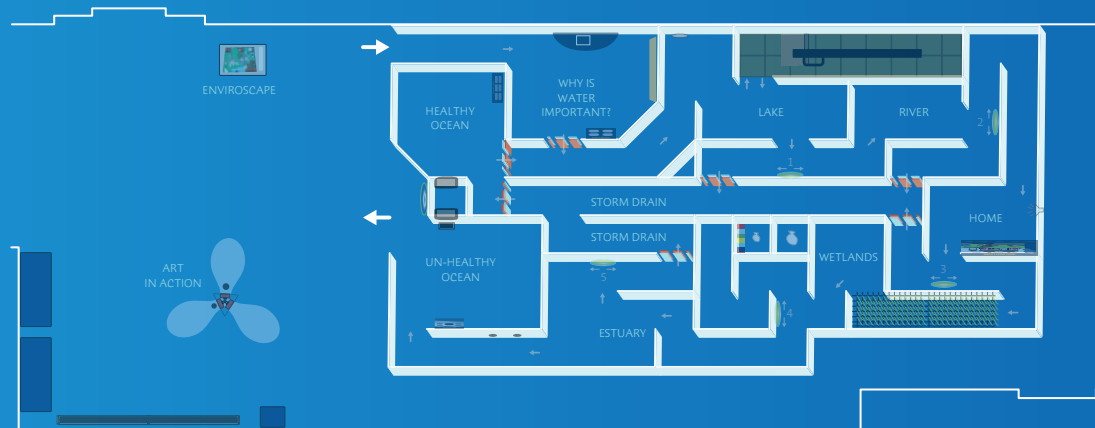 ENVIROSCAPE
HEALTHY
OCEAN
WHY IS
WATER
IMPORTANT?
LAKE
RIVER
2
1
STORM DRAIN
HOME
STORM DRAIN
WETLANDS
UN-HEALTHY
OCEAN
ART
IN ACTION
5
3
4
ESTUARY